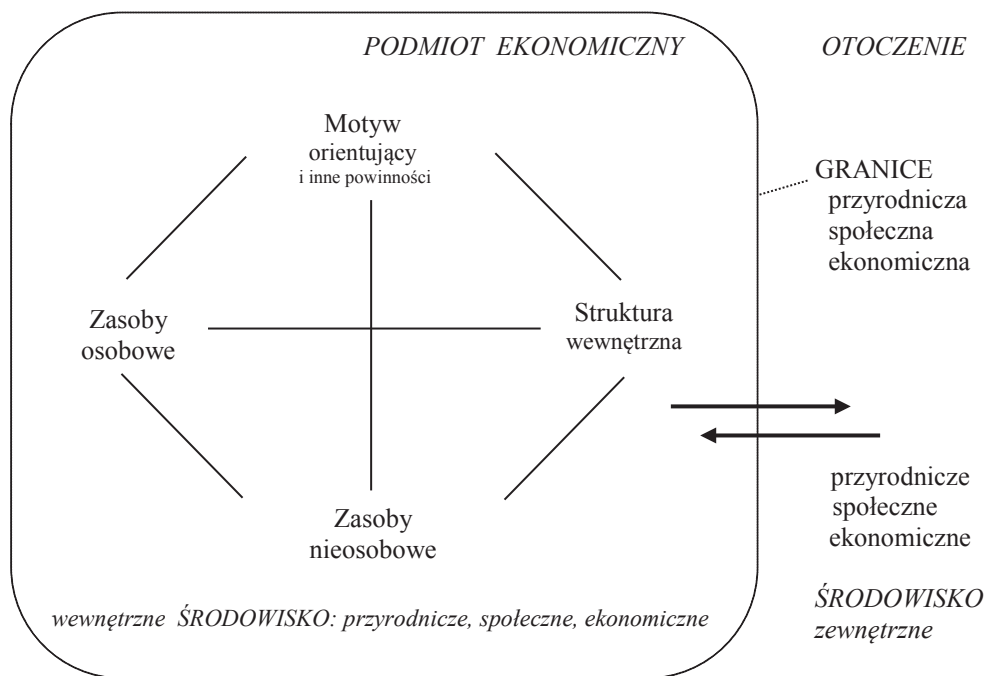 PODMIOT EKONOMICZNY
OTOCZENIE
Motyw
orientujący
i inne powinności
GRANICE
przyrodnicza
społeczna
ekonomiczna
Zasoby
osobowe
Struktura
wewnętrzna
Zasoby
nieosobowe
przyrodnicze
społeczne
ekonomiczne
wewnętrzne ŚRODOWISKO: przyrodnicze, społeczne, ekonomiczne
ŚRODOWISKO
zewnętrzne